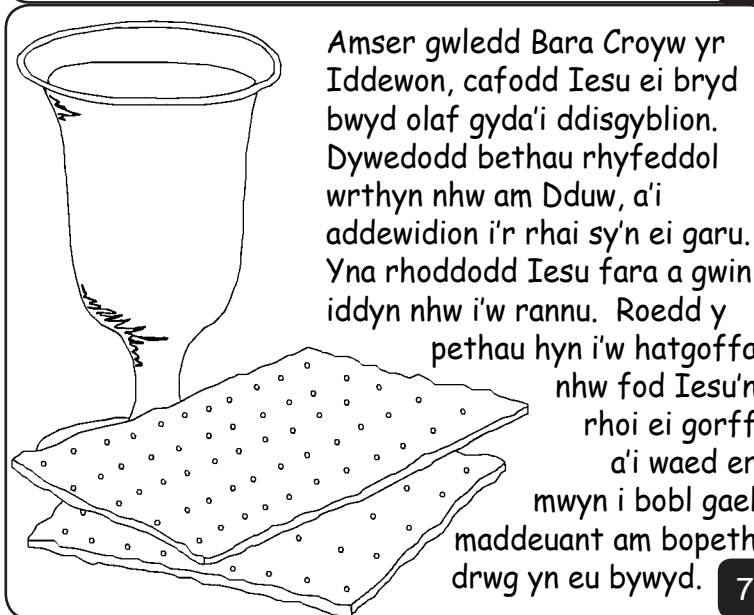 Amser gwledd Bara Croyw yr
Iddewon, cafodd Iesu ei bryd
bwyd olaf gyda'i ddisgyblion.
Dywedodd bethau rhyfeddol
wrthyn nhw am Dduw, a'i
addewidion i'r rhai sy'n ei garu.
Yna rhoddodd Iesu fara a gwin
iddyn nhw i'w rannu. Roedd y
pethau hyn i'w hatgoffa
nhw fod Iesu'n
rhoi ei gorff
a'i waed er
mwyn i bobl gael
maddeuant am bopeth
drwg yn eu bywyd.
7